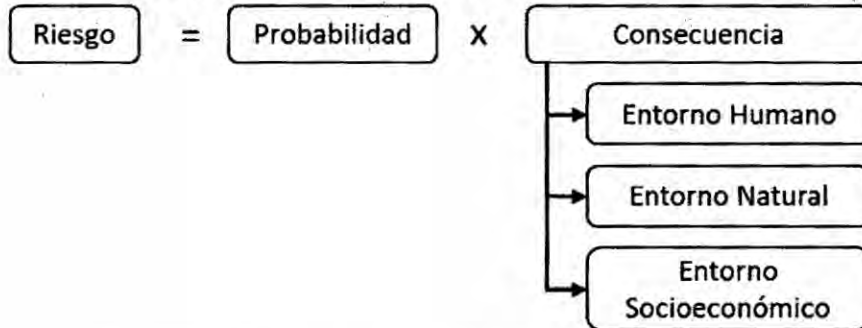 Riesgo = Probabilidad X Consecuencia
Entorno Humano
Entorno Natural
Entorno
Socioeconómico